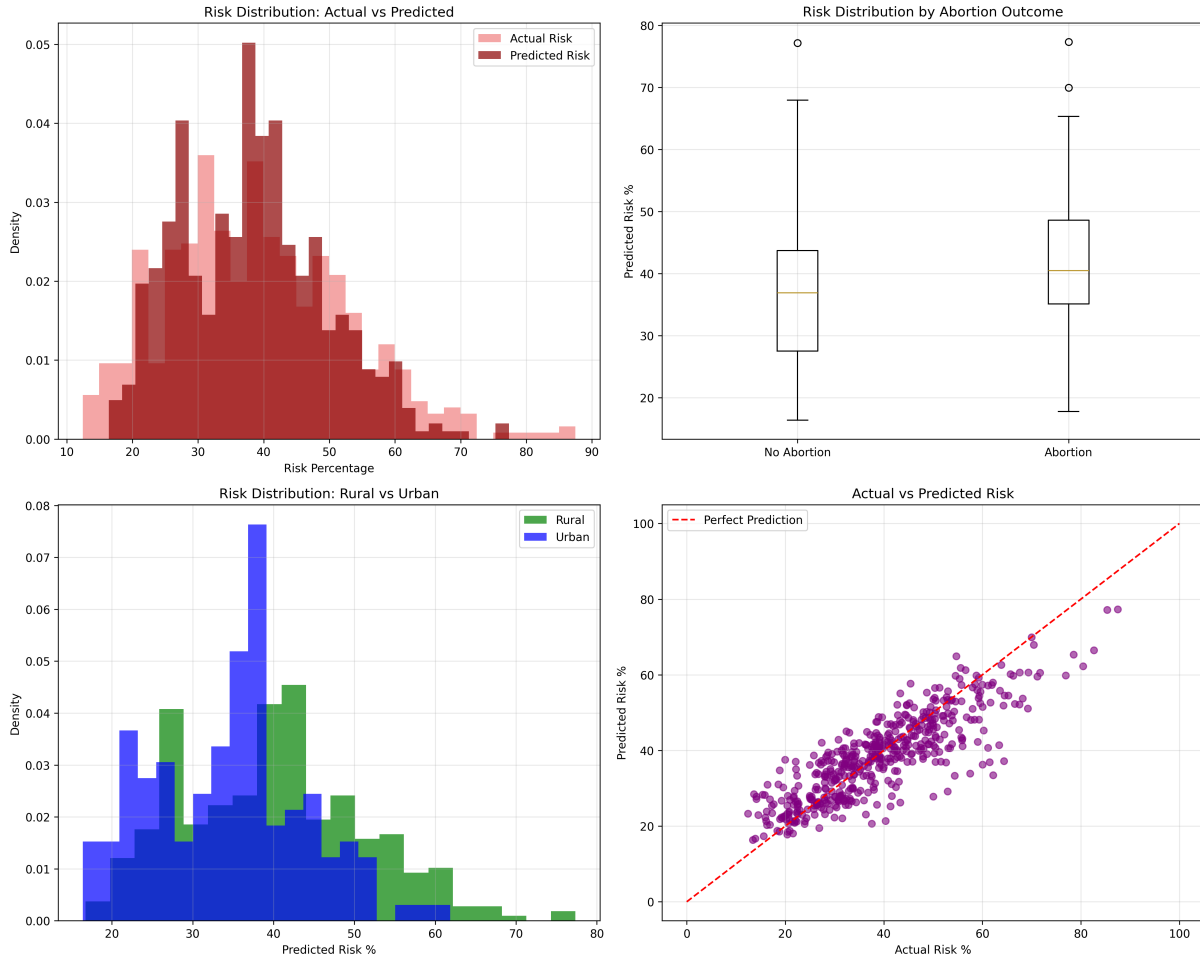 Risk Distribution: Actual vs Predicted
Actual Risk
Predicted Risk
0.05
0.04
0.03
0.02
0.01
0.00
Density
10 20 30 40 50 60 70 80 90
Risk Percentage
Risk Distribution by Abortion Outcome
80
70
60
50
40
30
20
Predicted Risk %
No Abortion Abortion
Risk Distribution: Rural vs Urban
Rural
Urban
0.08
0.07
0.06
0.05
0.04
0.03
0.02
0.01
0.00
Density
20 30 40 50 60 70 80
Predicted Risk %
Actual vs Predicted Risk
Perfect Prediction
100
80
60
40
20
0
Predicted Risk %
0 20 40 60 80 100
Actual Risk %